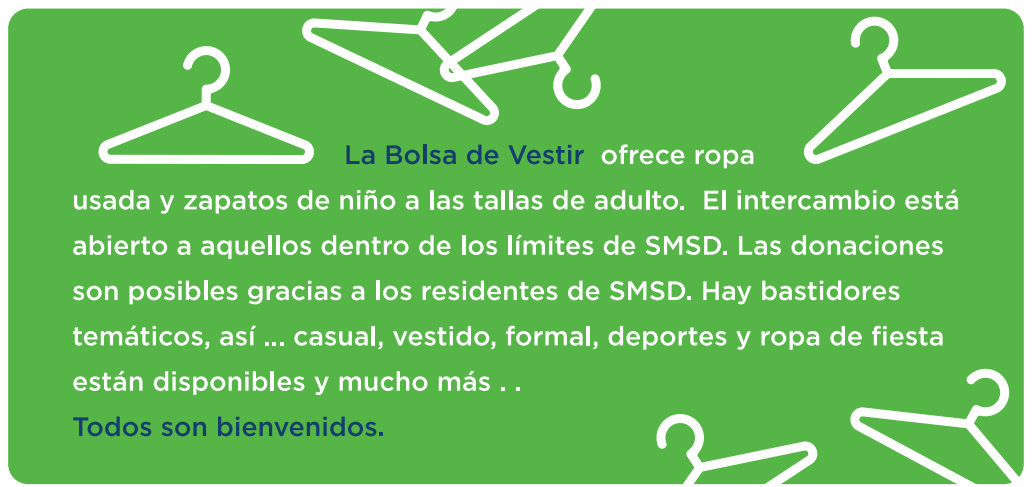 La Bolsa de Vestir ofrece ropa
usada y zapatos de niño a las tallas de adulto. El intercambio está
abierto a aquellos dentro de los límites de SMSD. Las donaciones
son posibles gracias a los residentes de SMSD. Hay bastidores
temáticos, así ... casual, vestido, formal, deportes y ropa de fiesta
están disponibles y mucho más . .
Todos son bienvenidos.